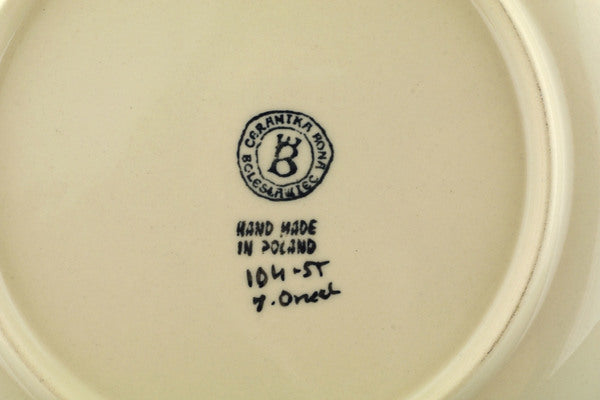 CERAMIKA BONA
BOLESŁAWIEC
B
HAND MADE
IN POLAND
104-ST